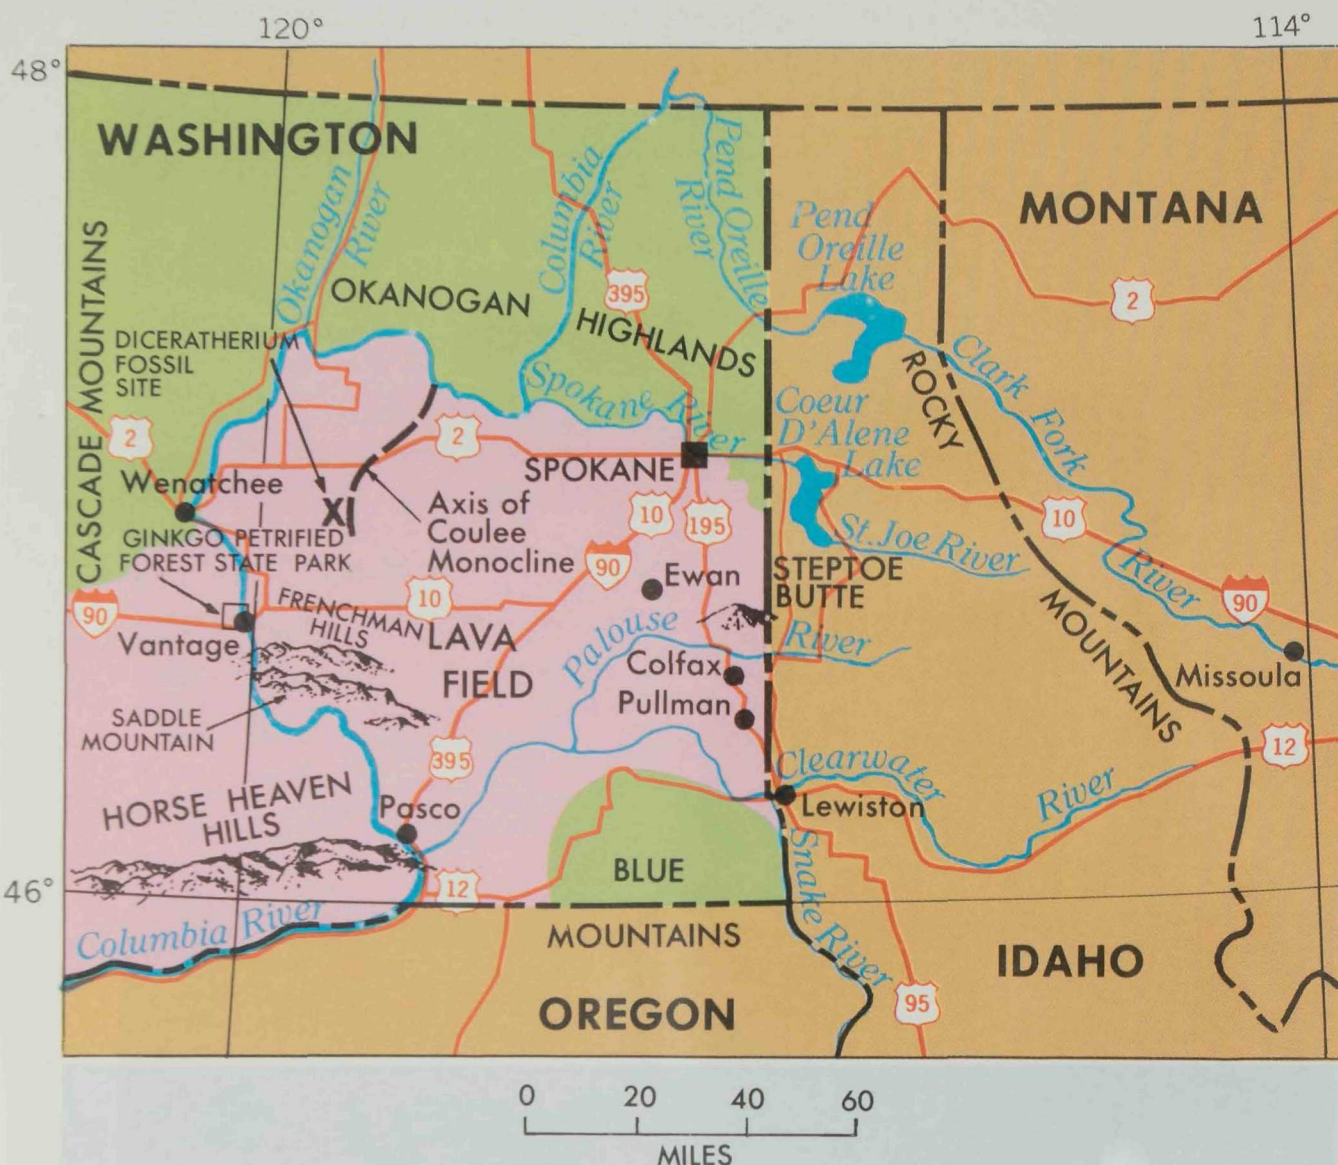 120°
114°
48°
WASHINGTON
Okanogan
River
Columbia
River
Pend Oreille
River
Pend
Oreille
Lake
MONTANA
CASCADE MOUNTAINS
OKANOGAN
HIGHLANDS
395
2
DICERATHERIUM
FOSSIL
SITE
Clark Fork
River
ROCKY
MOUNTAINS
Spokane River
Coeur
D'Alene
Lake
2
2
SPOKANE
Wenatchee
X
Axis of
Coulee
Monocline
10
195
10
St. Joe River
GINKGO PETRIFIED
FOREST STATE PARK
90
Ewan
STEPTOE
BUTTE
90
90
10
FRENCHMAN
HILLS
LAVA
FIELD
Vantage
Palouse
River
Colfax
Pullman
Missoula
SADDLE
MOUNTAIN
395
12
Clearwater
River
HORSE HEAVEN
HILLS
Pasco
Lewiston
Snake River
46°
12
BLUE
MOUNTAINS
Columbia River
OREGON
IDAHO
95
0 20 40 60
MILES